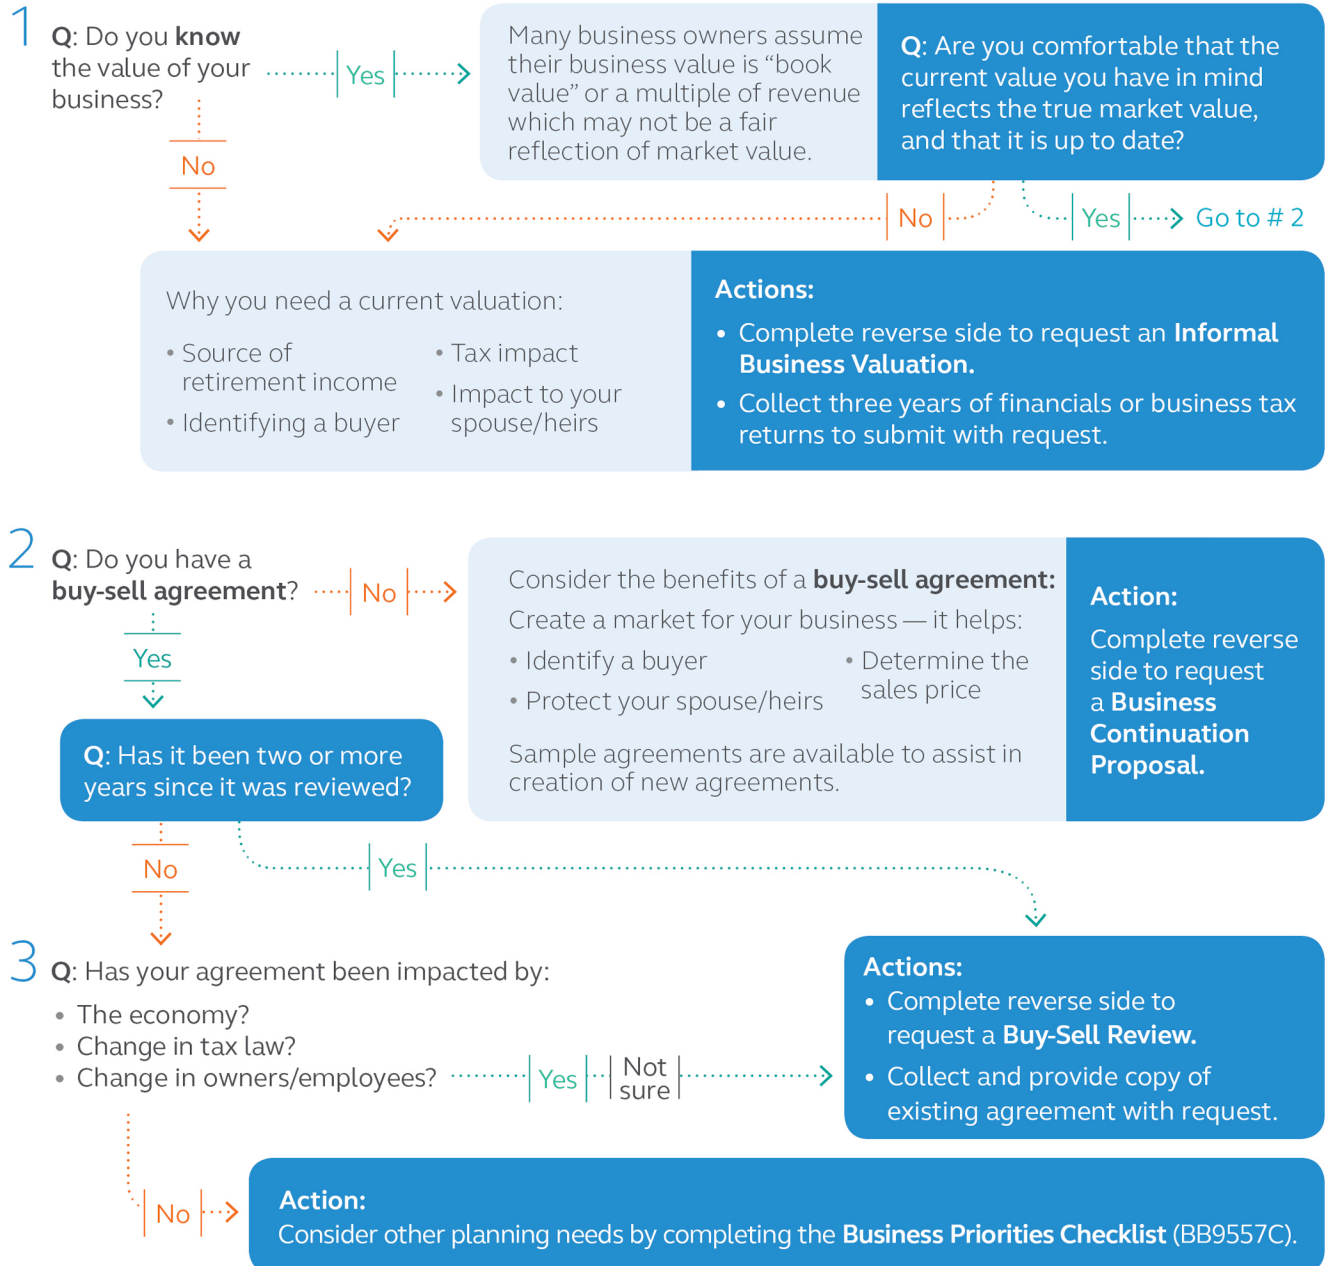 1
Q: Do you know
the value of your
business?
Yes
Many business owners assume
their business value is “book
value” or a multiple of revenue
which may not be a fair
reflection of market value.
Q: Are you comfortable that the
current value you have in mind
reflects the true market value,
and that it is up to date?
No
No
Yes
Go to # 2
Why you need a current valuation:
• Source of
retirement income
• Identifying a buyer
• Tax impact
• Impact to your
spouse/heirs
Actions:
• Complete reverse side to request an Informal
Business Valuation.
• Collect three years of financials or business tax
returns to submit with request.
2
Q: Do you have a
buy-sell agreement?
No
Yes
Consider the benefits of a buy-sell agreement:
Create a market for your business — it helps:
• Identify a buyer
• Protect your spouse/heirs
• Determine the
sales price
Sample agreements are available to assist in
creation of new agreements.
Action:
Complete reverse
side to request
a Business
Continuation
Proposal.
Q: Has it been two or more
years since it was reviewed?
No
Yes
3
Q: Has your agreement been impacted by:
• The economy?
• Change in tax law?
• Change in owners/employees?
Yes
Not
sure
Actions:
• Complete reverse side to
request a Buy-Sell Review.
• Collect and provide copy of
existing agreement with request.
No
Action:
Consider other planning needs by completing the Business Priorities Checklist (BB9557C).